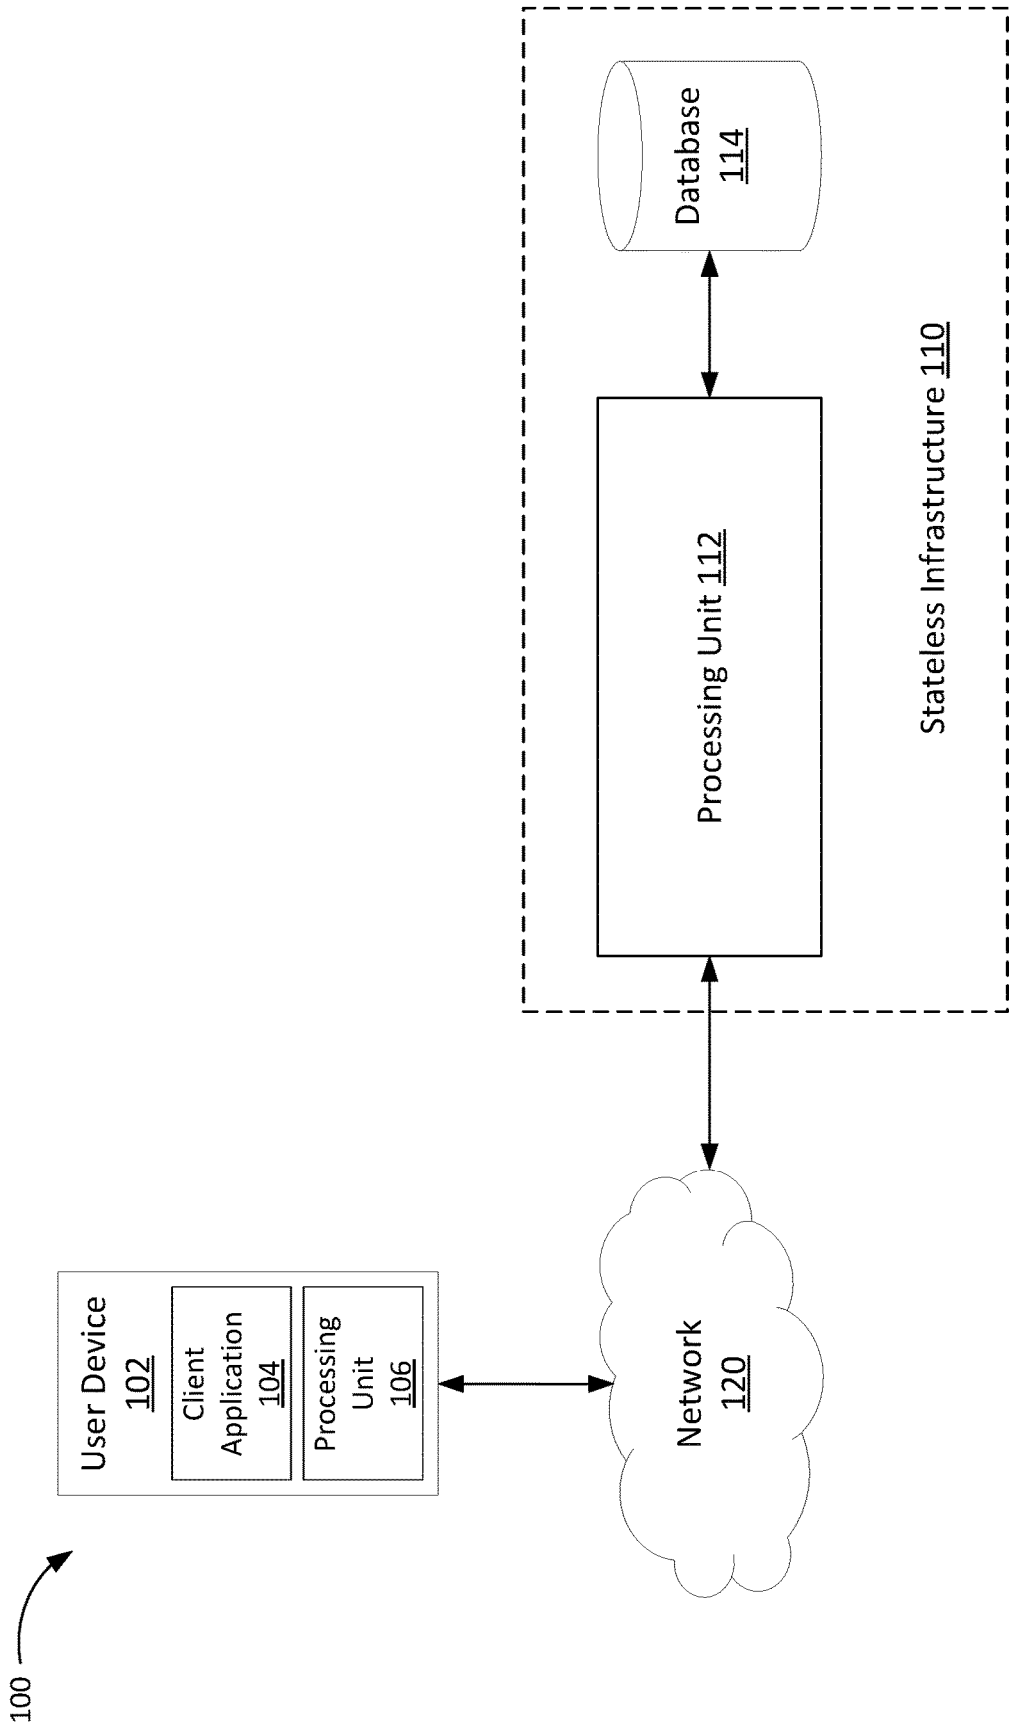 100
User Device
102
Client
Application
104
Processing
Unit
106
Network
120
Processing Unit 112
Database
114
Stateless Infrastructure 110